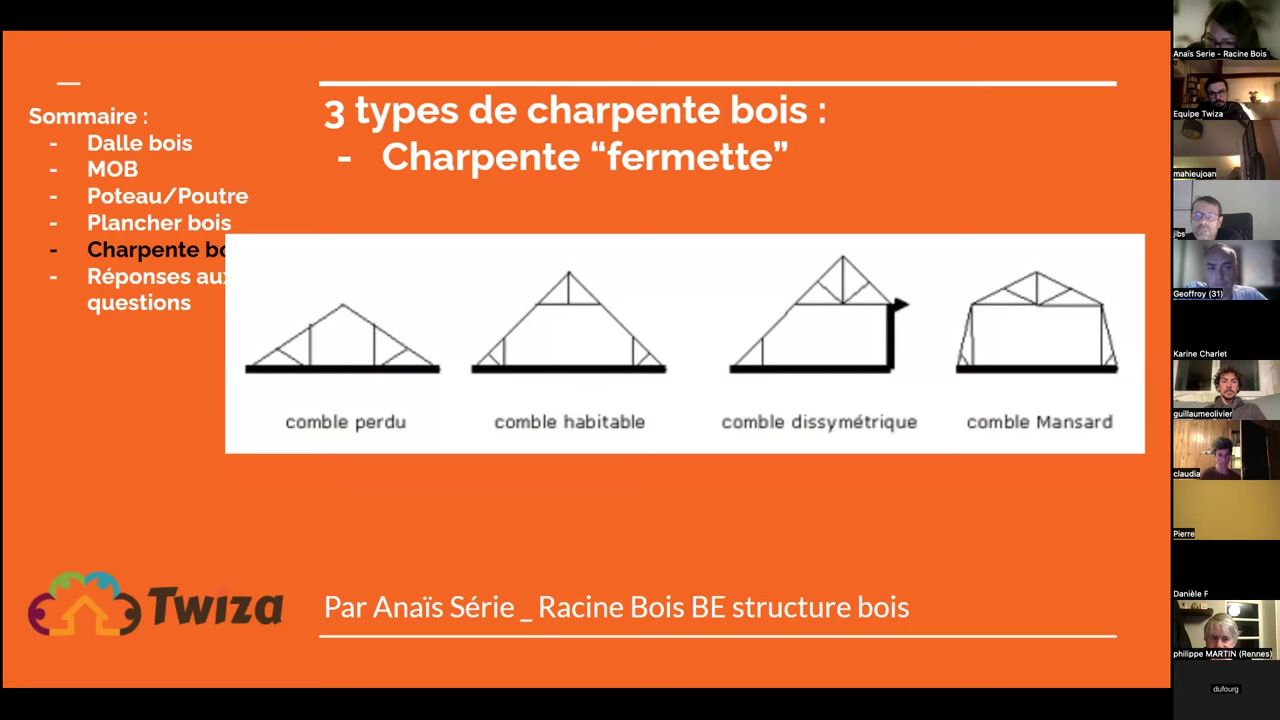 Sommaire :
- Dalle bois
- MOB
- Poteau/Poutre
- Plancher bois
- Charpente bo
- Réponses aux
questions
3 types de charpente bois :
- Charpente “fermette”
comble perdu
comble habitable
comble dissymétrique
comble Mansard
Twiza
Par Anaïs Série _ Racine Bois BE structure bois
Anaïs Serie - Racine Bois
Equipe Twiza
mahieujoan
jibs
Geoffroy (31)
Karine Charlet
guillaumeolivier
claudia
Pierre
Danièle F
philippe MARTIN (Rennes)
dufourg